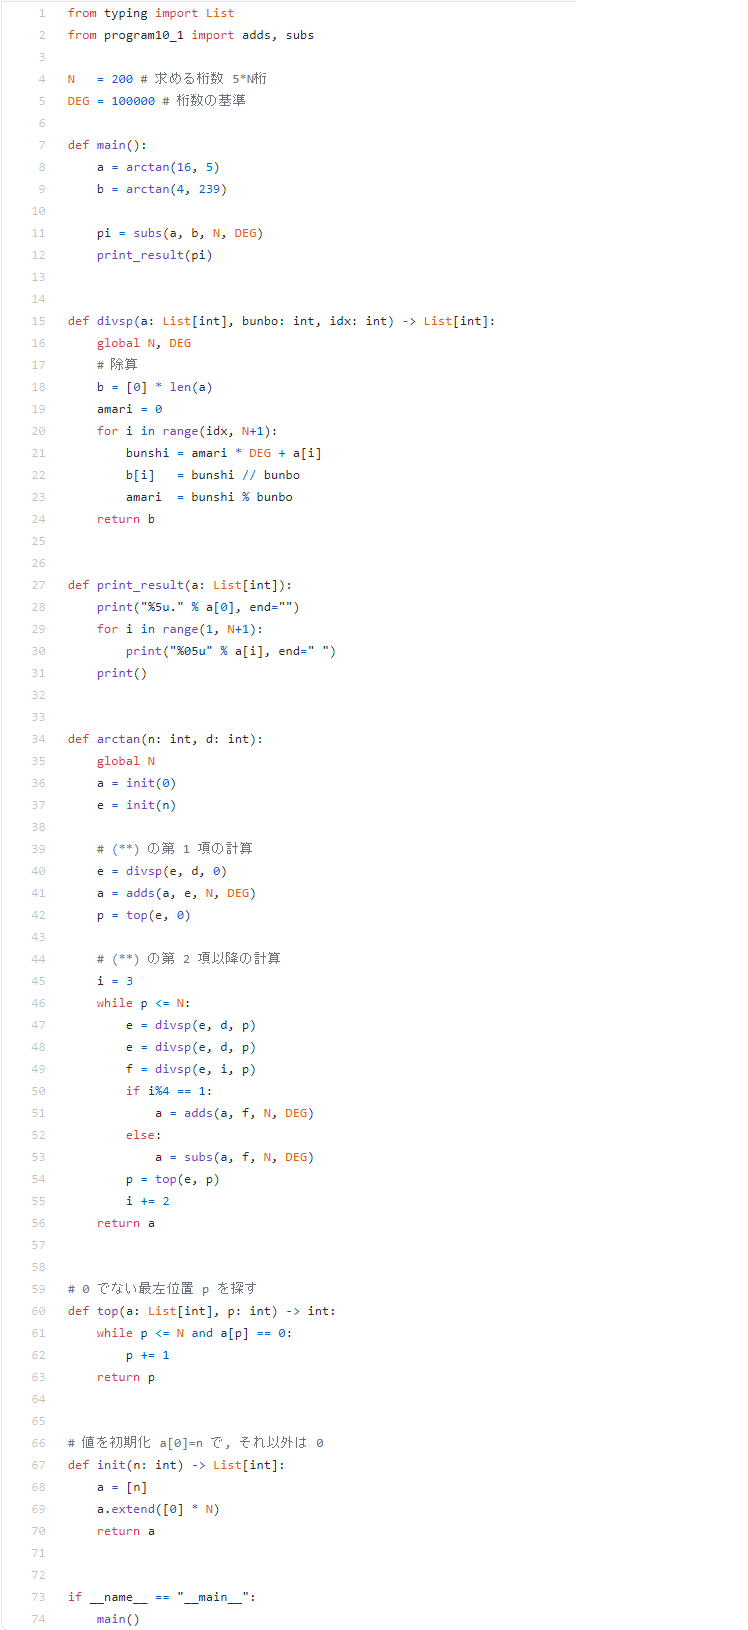 1 from typing import List
2 from program10_1 import adds, subs
3
4 N   = 200 # 求める桁数 5*N桁
5 DEG = 100000 # 桁数の基準
6
7 def main():
8     a = arctan(16, 5)
9     b = arctan(4, 239)
10
11     pi = subs(a, b, N, DEG)
12     print_result(pi)
13
14
15 def divsp(a: List[int], bunbo: int, idx: int) -> List[int]:
16     global N, DEG
17     # 除算
18     b = [0] * len(a)
19     amari = 0
20     for i in range(idx, N+1):
21         bunshi = amari * DEG + a[i]
22         b[i]   = bunshi // bunbo
23         amari  = bunshi % bunbo
24     return b
25
26
27 def print_result(a: List[int]):
28     print("%5u." % a[0], end="")
29     for i in range(1, N+1):
30         print("%05u" % a[i], end=" ")
31     print()
32
33
34 def arctan(n: int, d: int):
35     global N
36     a = init(0)
37     e = init(n)
38
39     # (**) の第 1 項の計算
40     e = divsp(e, d, 0)
41     a = adds(a, e, N, DEG)
42     p = top(e, 0)
43
44     # (**) の第 2 項以降の計算
45     i = 3
46     while p <= N:
47         e = divsp(e, d, p)
48         e = divsp(e, d, p)
49         f = divsp(e, i, p)
50         if i%4 == 1:
51             a = adds(a, f, N, DEG)
52         else:
53             a = subs(a, f, N, DEG)
54         p = top(e, p)
55         i += 2
56     return a
57
58
59 # 0 でない最左位置 p を探す
60 def top(a: List[int], p: int) -> int:
61     while p <= N and a[p] == 0:
62         p += 1
63     return p
64
65
66 # 値を初期化 a[0]=n で, それ以外は 0
67 def init(n: int) -> List[int]:
68     a = [n]
69     a.extend([0] * N)
70     return a
71
72
73 if __name__ == "__main__":
74     main()